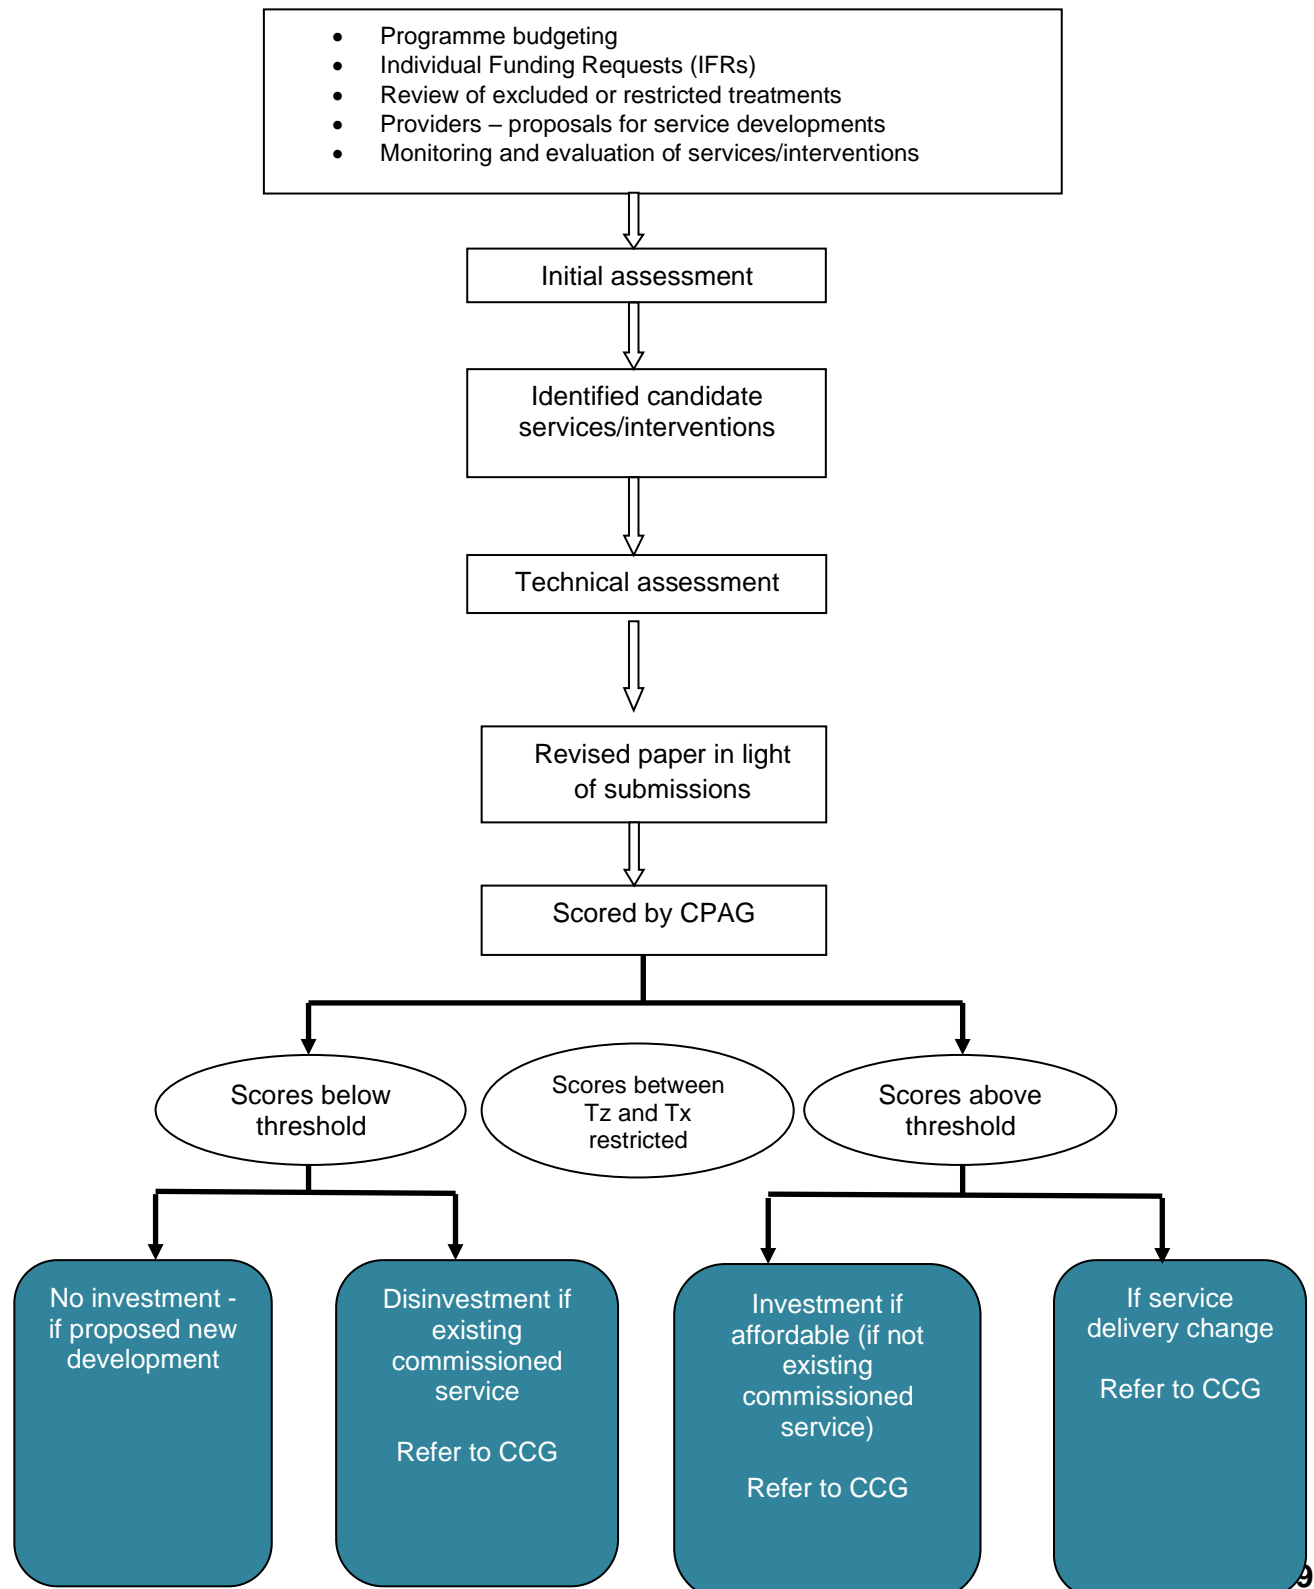 • Programme budgeting
• Individual Funding Requests (IFRs)
• Review of excluded or restricted treatments
• Providers – proposals for service developments
• Monitoring and evaluation of services/interventions
Initial assessment
Identified candidate
services/interventions
Technical assessment
Revised paper in light
of submissions
Scored by CPAG
Scores below
threshold
Scores between
Tz and Tx
restricted
Scores above
threshold
No investment -
if proposed new
development
Disinvestment if
existing
commissioned
service
Refer to CCG
Investment if
affordable (if not
existing
commissioned
service)
Refer to CCG
If service
delivery change
Refer to CCG
9